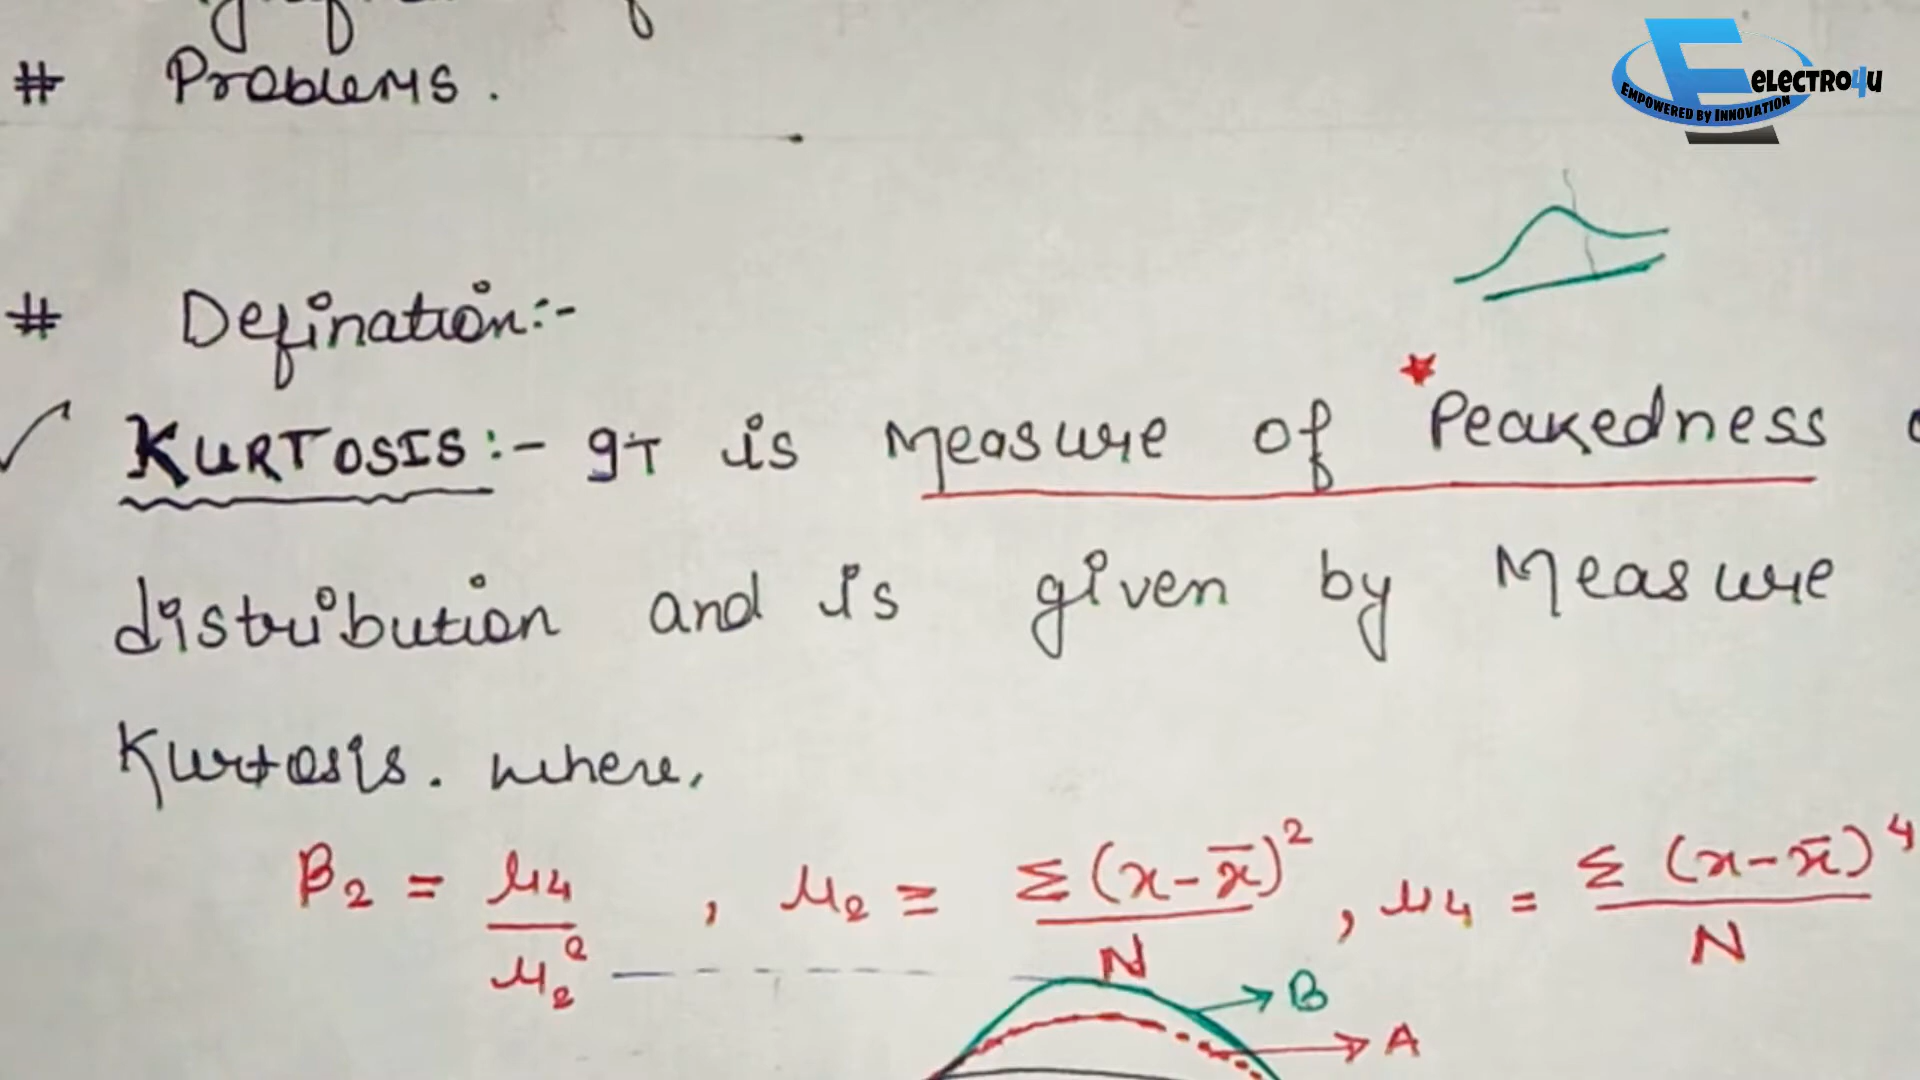 # Problems.
ELECTRO4U
EMPOWERED BY INNOVATION
# Defination:-
KURTOSIS:- It is Measure of *Peakedness
distribution and is given by Measure
Kurtosis. where,
β₂ = μ₄/μ₂² , μ₂ = Σ(x-x̄)²/N , μ₄ = Σ(x-x̄)⁴/N
B
A